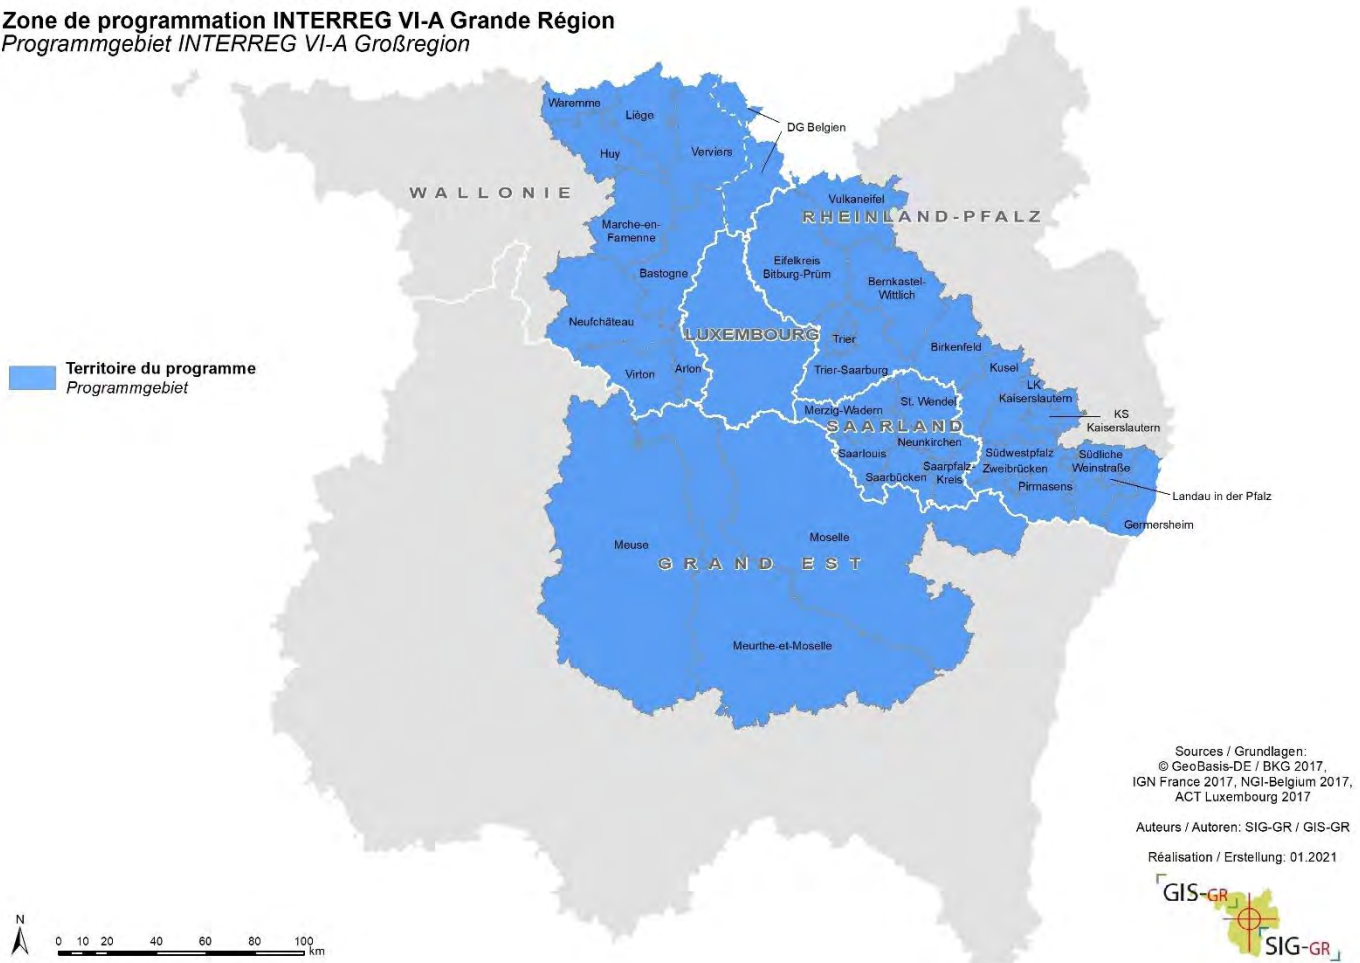 Zone de programmation INTERREG VI-A Grande Région
Programmgebiet INTERREG VI-A Großregion
Waremme
Liège
DG Belgien
Huy
Verviers
WALLONIE
Vulkaneifel
RHEINLAND-PFALZ
Marche-en-
Famenne
Eifelkreis
Bitburg-Prüm
Bastogne
Bernkastel-
Wittlich
Neufchâteau
LUXEMBOURG
Trier
Birkenfeld
Territoire du programme
Programmgebiet
Virton
Arlon
Trier-Saarburg
Kusel
LK
Kaiserslautern
St. Wendel
Merzig-Wadern
KS
Kaiserslautern
SAARLAND
Neunkirchen
Saarlouis
Südwestpfalz
Südliche
Weinstraße
Saarpfalz-
Kreis
Zweibrücken
Saarbücken
Pirmasens
Landau in der Pfalz
Germersheim
Meuse
Moselle
GRAND EST
Meurthe-et-Moselle
Sources / Grundlagen:
© GeoBasis-DE / BKG 2017,
IGN France 2017, NGI-Belgium 2017,
ACT Luxembourg 2017
Auteurs / Autoren: SIG-GR / GIS-GR
Réalisation / Erstellung: 01.2021
GIS-GR
SIG-GR
N
0 10 20 40 60 80 100
km